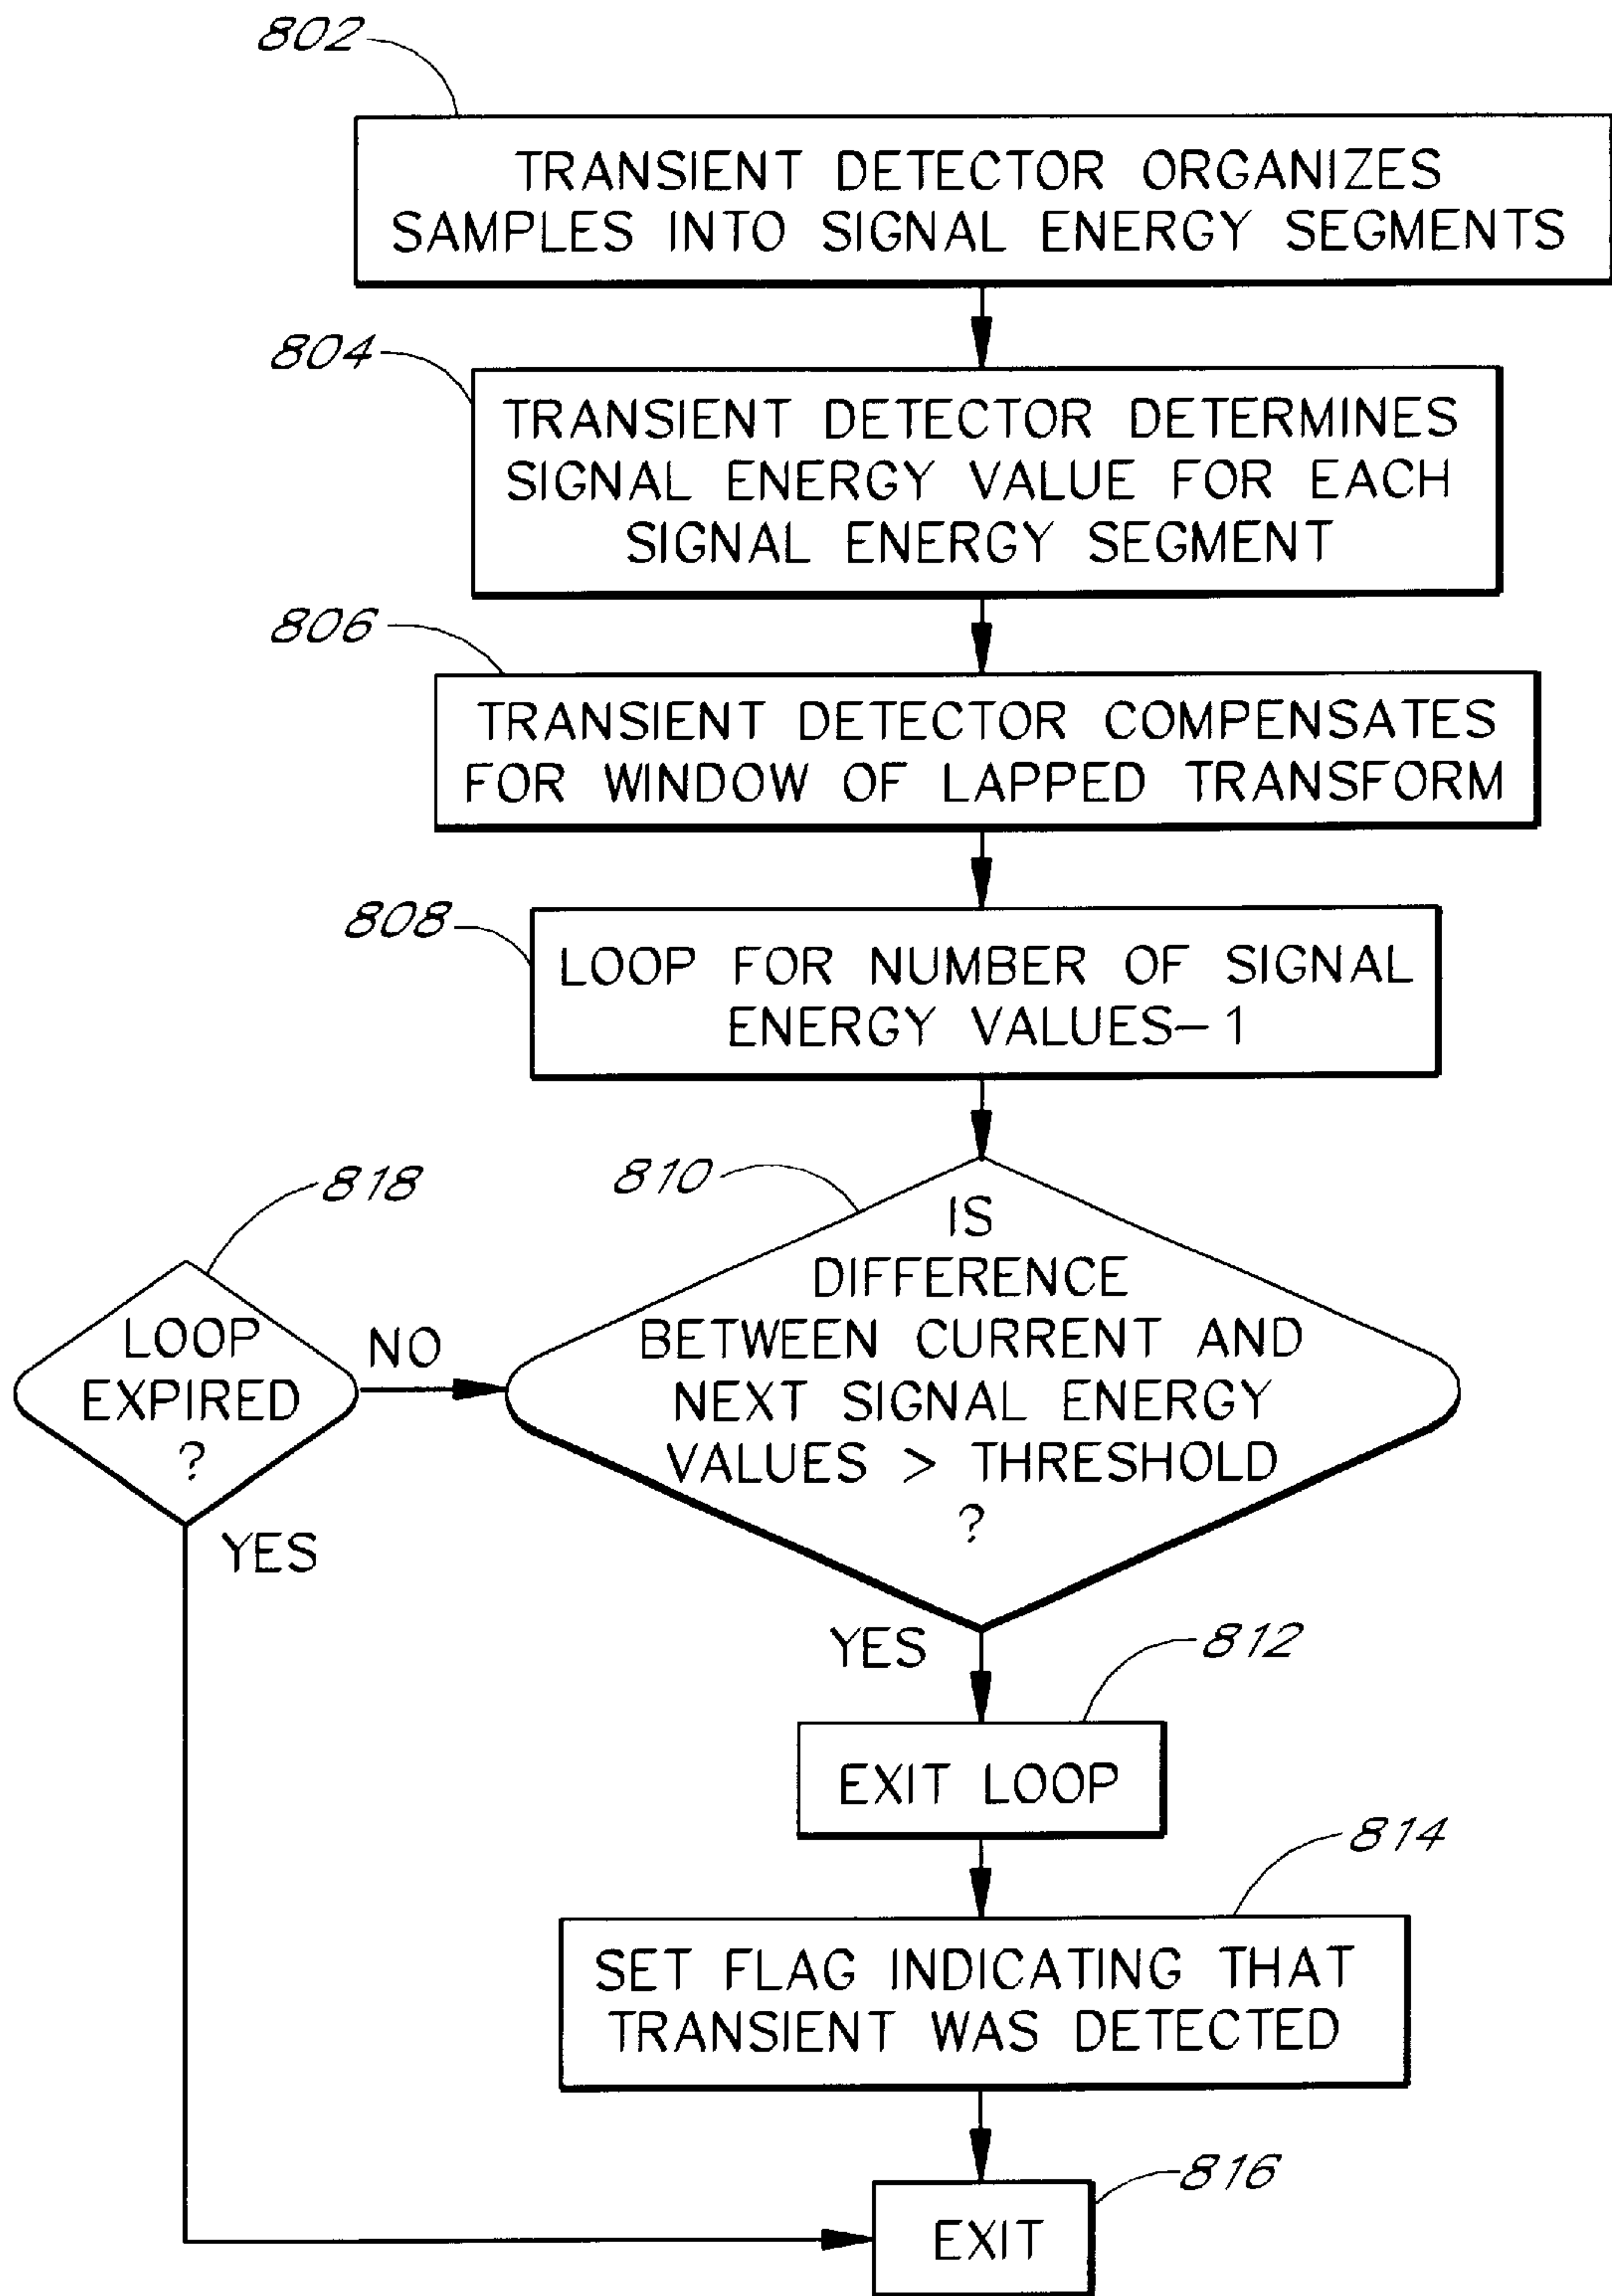 802
TRANSIENT DETECTOR ORGANIZES
SAMPLES INTO SIGNAL ENERGY SEGMENTS
804
TRANSIENT DETECTOR DETERMINES
SIGNAL ENERGY VALUE FOR EACH
SIGNAL ENERGY SEGMENT
806
TRANSIENT DETECTOR COMPENSATES
FOR WINDOW OF LAPPED TRANSFORM
808
LOOP FOR NUMBER OF SIGNAL
ENERGY VALUES-1
810
IS
DIFFERENCE
BETWEEN CURRENT AND
NEXT SIGNAL ENERGY
VALUES > THRESHOLD
?
818
LOOP
EXPIRED
?
NO
YES
YES
812
EXIT LOOP
814
SET FLAG INDICATING THAT
TRANSIENT WAS DETECTED
816
EXIT